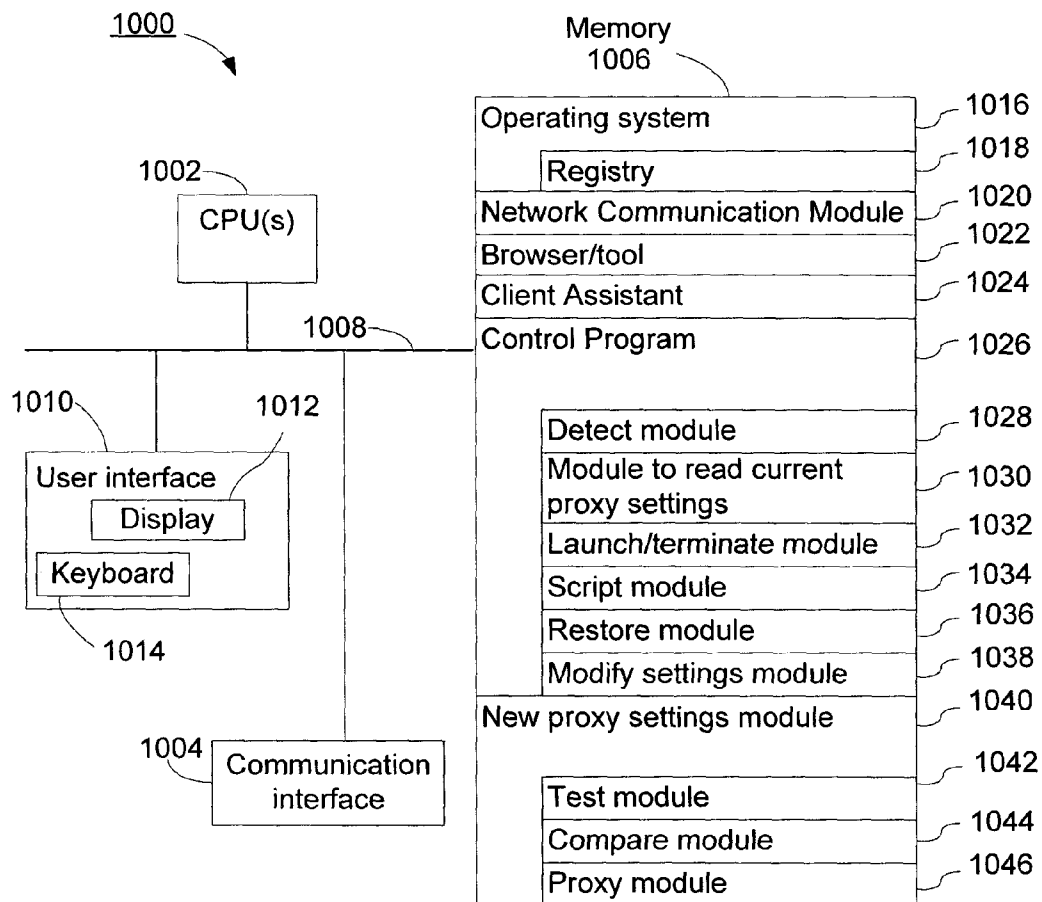 1000
Memory
1006
Operating system
1016
Registry
1018
1002
CPU(s)
Network Communication Module
1020
Browser/tool
1022
Client Assistant
1024
1008
Control Program
1026
1010
1012
User interface
Display
Keyboard
1014
Detect module
1028
Module to read current
proxy settings
1030
Launch/terminate module
1032
Script module
1034
Restore module
1036
Modify settings module
1038
New proxy settings module
1040
1004
Communication
interface
Test module
1042
Compare module
1044
Proxy module
1046